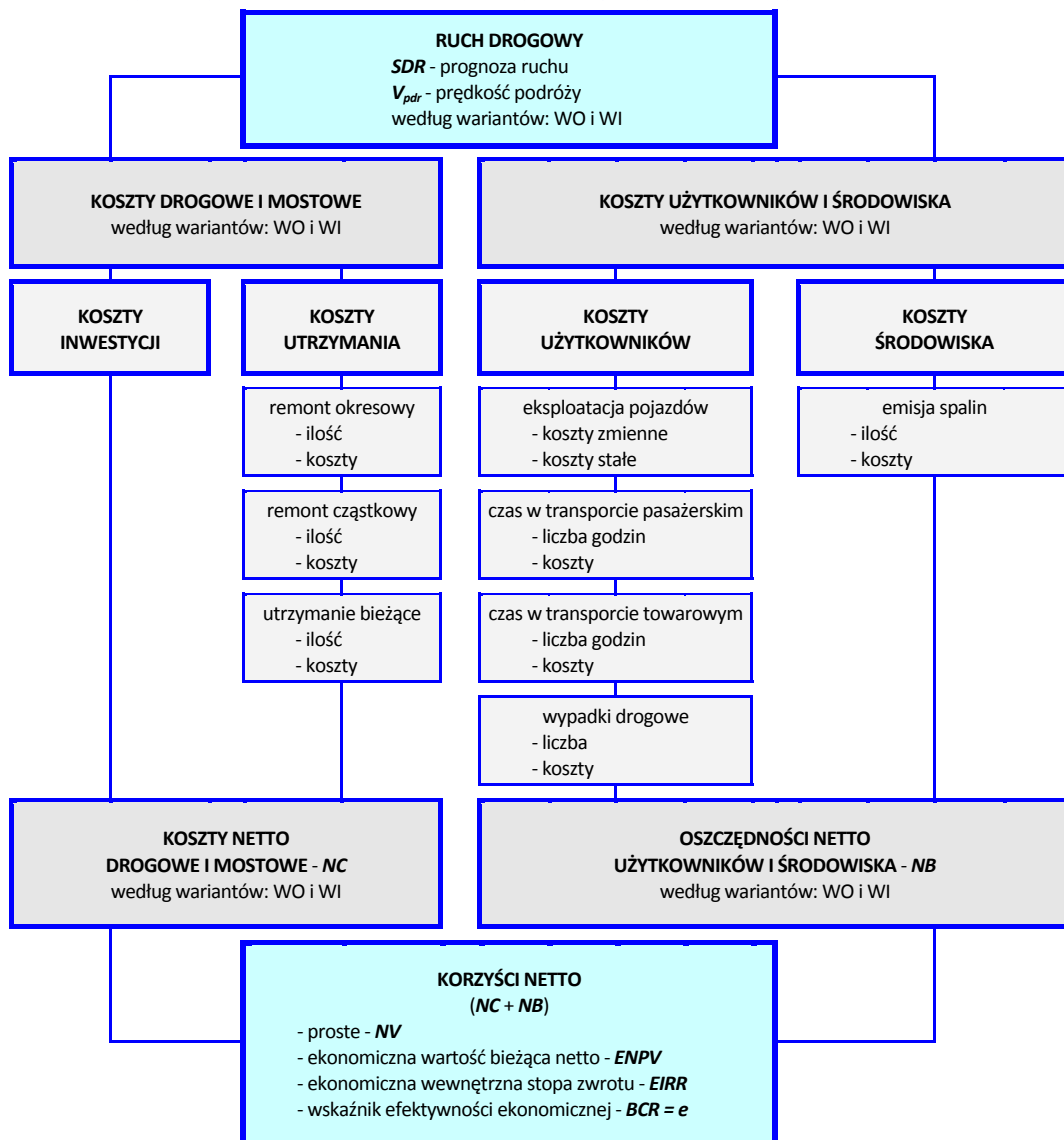 RUCH DROGOWY
SDR - prognoza ruchu
Vpdr - prędkość podróży
według wariantów: WO i WI
KOSZTY DROGOWE I MOSTOWE
według wariantów: WO i WI
KOSZTY UŻYTKOWNIKÓW I ŚRODOWISKA
według wariantów: WO i WI
KOSZTY
INWESTYCJI
KOSZTY
UTRZYMANIA
KOSZTY
UŻYTKOWNIKÓW
KOSZTY
ŚRODOWISKA
remont okresowy
- ilość
- koszty
remont cząstkowy
- ilość
- koszty
utrzymanie bieżące
- ilość
- koszty
eksploatacja pojazdów
- koszty zmienne
- koszty stałe
czas w transporcie pasażerskim
- liczba godzin
- koszty
czas w transporcie towarowym
- liczba godzin
- koszty
wypadki drogowe
- liczba
- koszty
emisja spalin
- ilość
- koszty
KOSZTY NETTO
DROGOWE I MOSTOWE - NC
według wariantów: WO i WI
OSZCZĘDNOŚCI NETTO
UŻYTKOWNIKÓW I ŚRODOWISKA - NB
według wariantów: WO i WI
KORZYŚCI NETTO
(NC + NB)
- proste - NV
- ekonomiczna wartość bieżąca netto - ENPV
- ekonomiczna wewnętrzna stopa zwrotu - EIRR
- wskaźnik efektywności ekonomicznej - BCR = e